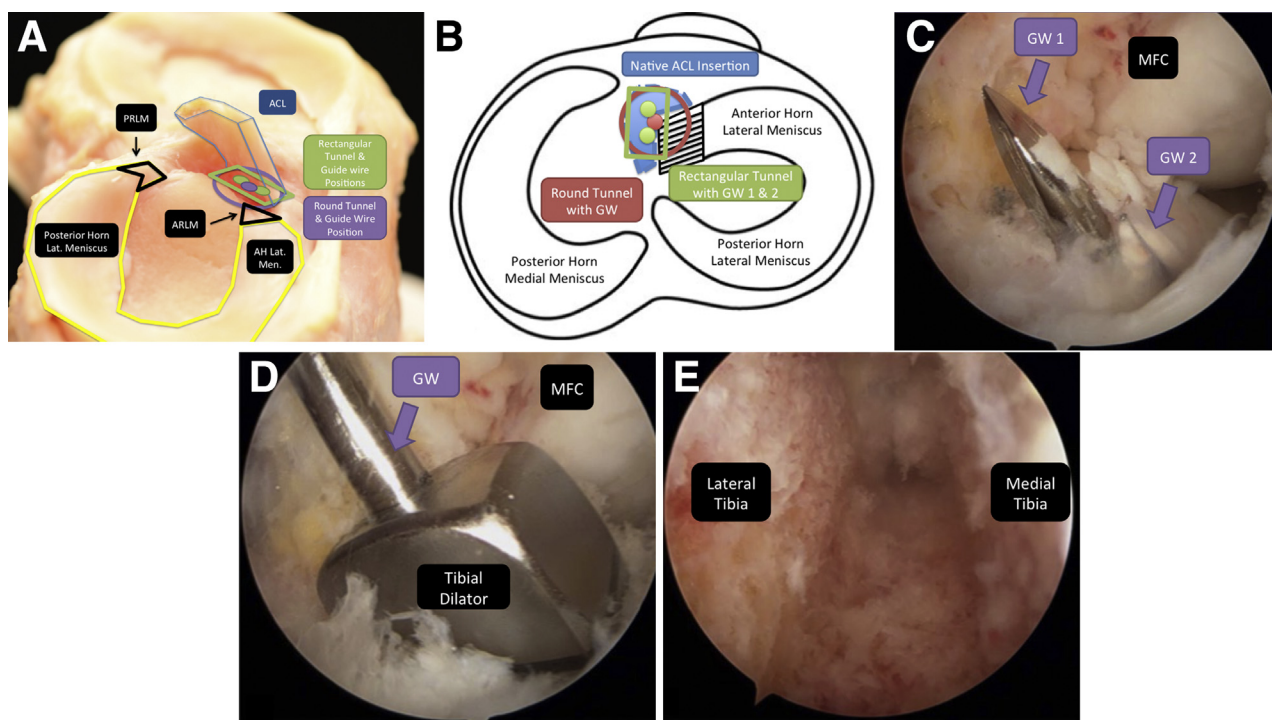 A
PRLM
ACL
Rectangular
Tunnel &
Guide wire
Positions
Round Tunnel
& Guide Wire
Position
ARLM
Posterior Horn
Lat. Meniscus
AH Lat.
Men.
B
Native ACL Insertion
Anterior Horn
Lateral Meniscus
Round Tunnel
with GW
Rectangular Tunnel
with GW 1 & 2
Posterior Horn
Medial Meniscus
Posterior Horn
Lateral Meniscus
C
GW 1
MFC
GW 2
D
GW
MFC
Tibial
Dilator
E
Lateral
Tibia
Medial
Tibia